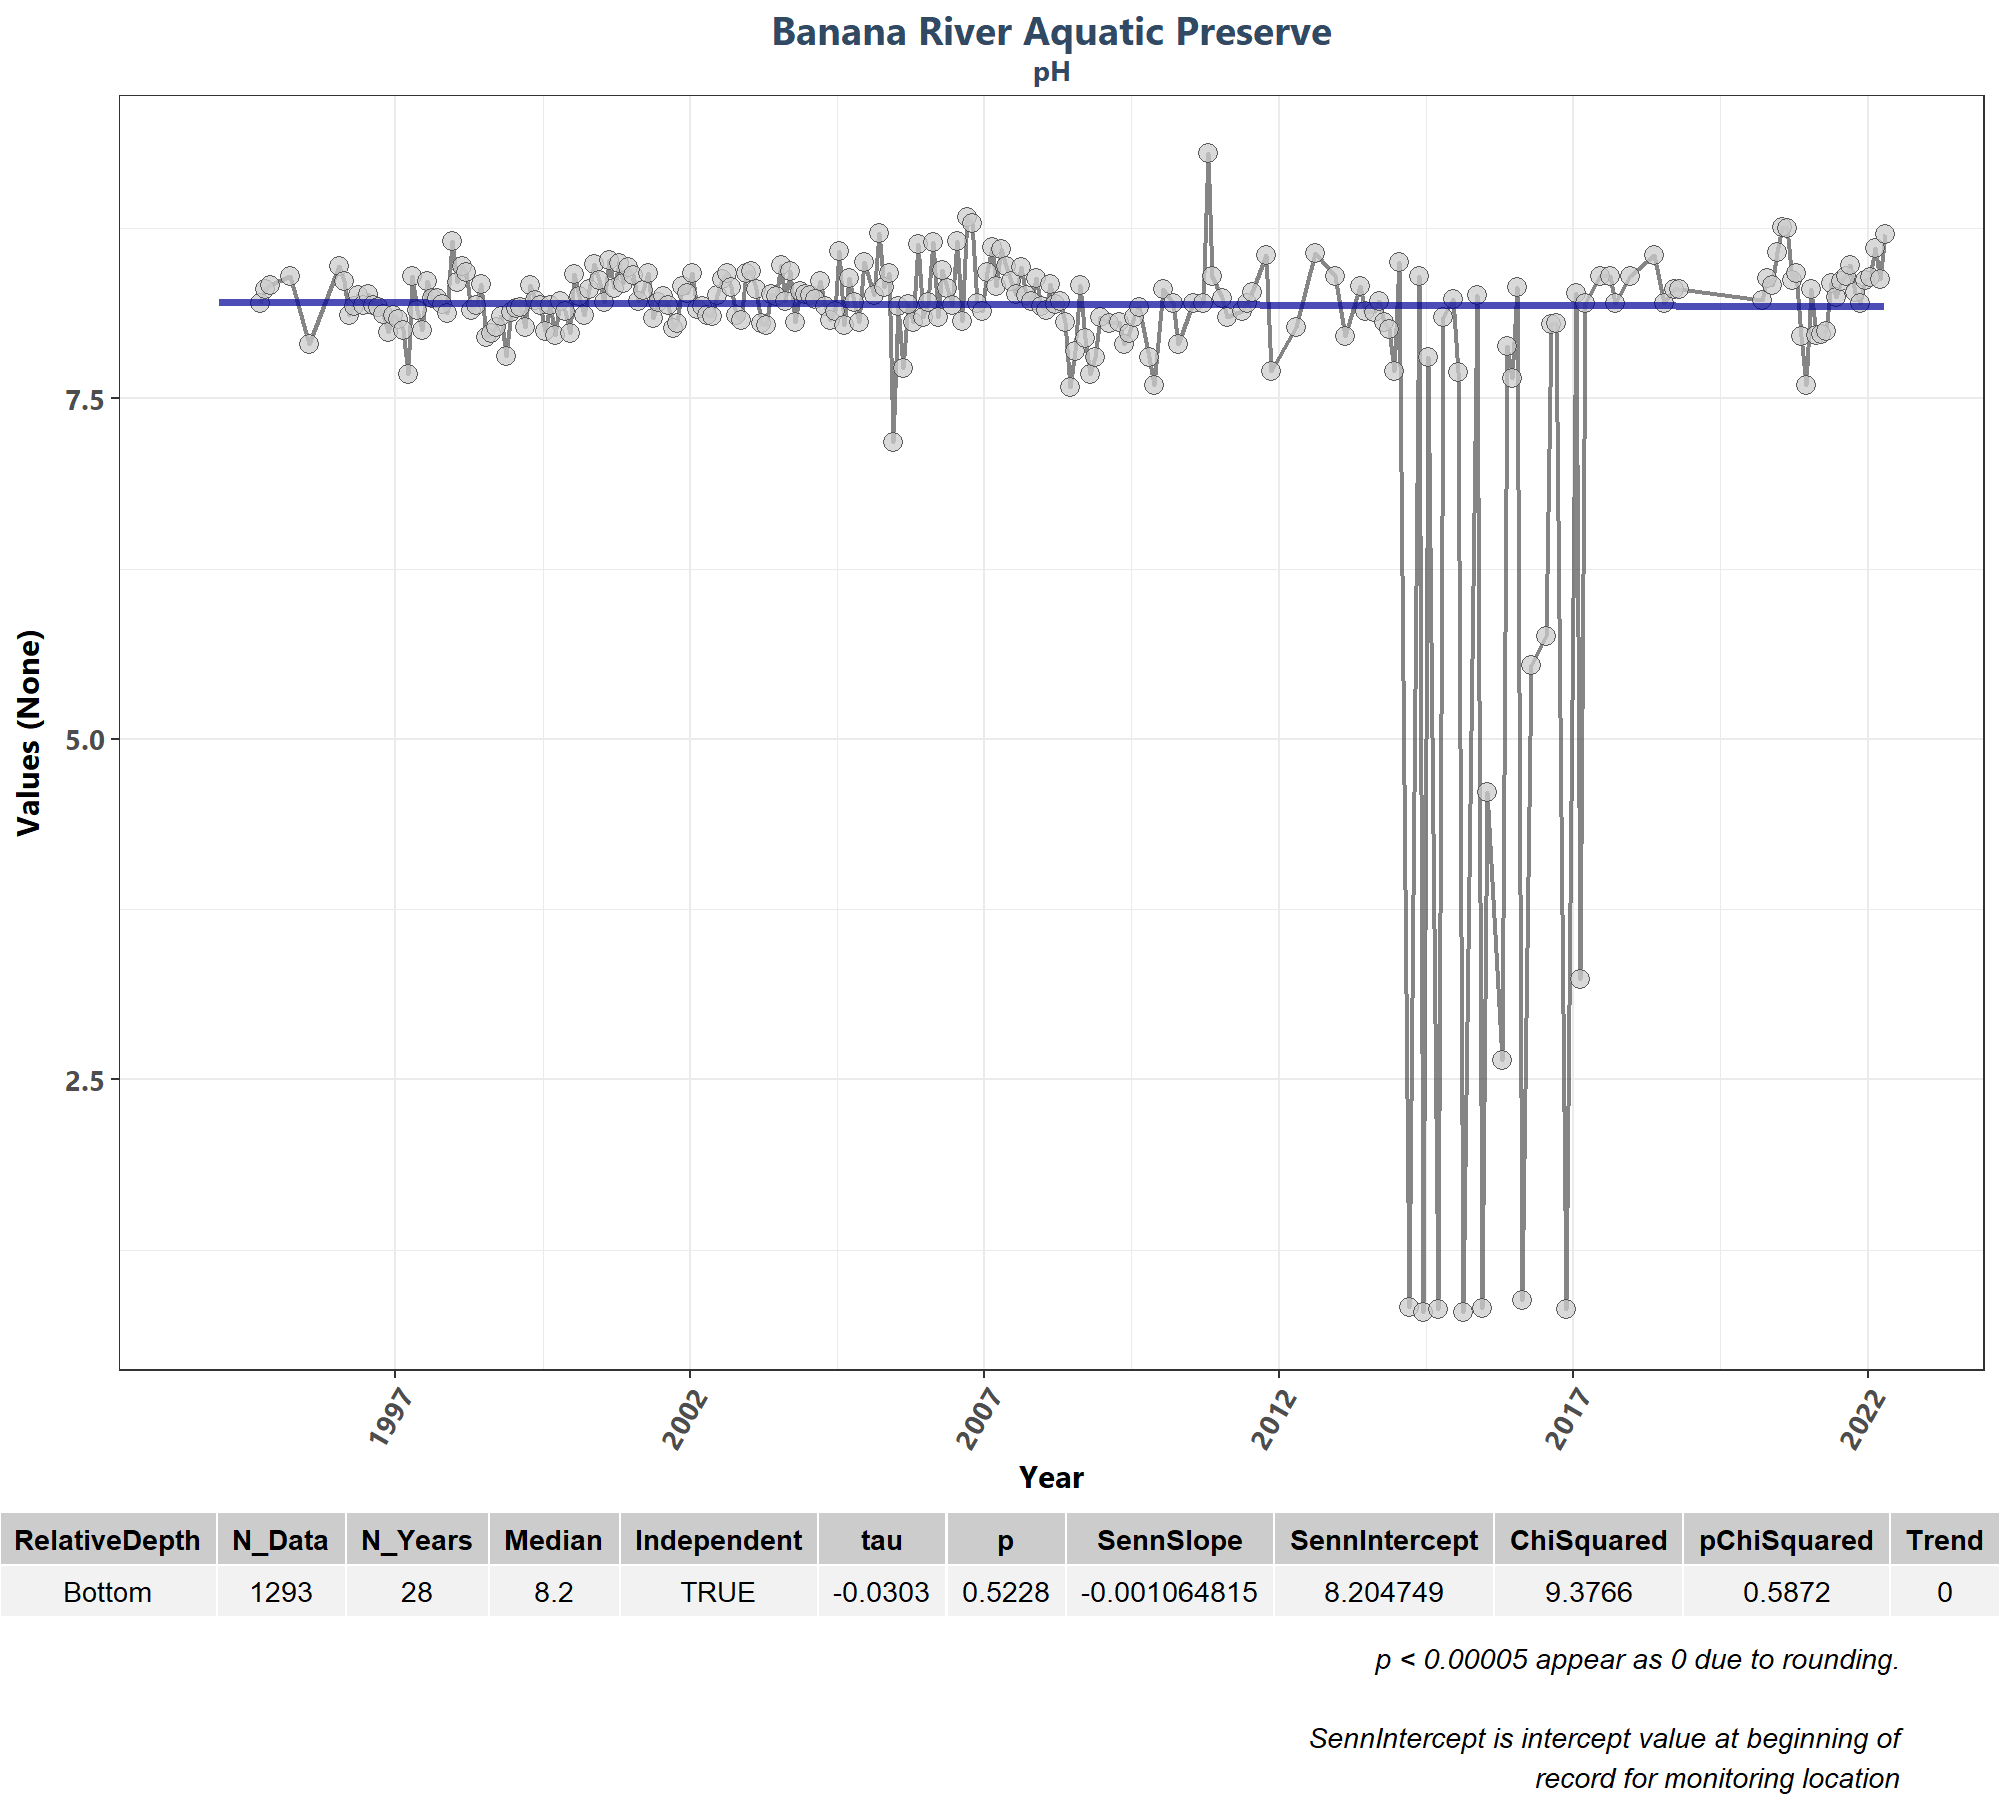 Banana River Aquatic Preserve
pH
Values (None)
7.5
5.0
2.5
1997
2002
2007
2012
2017
2022
Year
RelativeDepth N_Data N_Years Median Independent tau p SennSlope SennIntercept ChiSquared pChiSquared Trend
Bottom 1293 28 8.2 TRUE -0.0303 0.5228 -0.001064815 8.204749 9.3766 0.5872 0
p < 0.00005 appear as 0 due to rounding.
SennIntercept is intercept value at beginning of
record for monitoring location